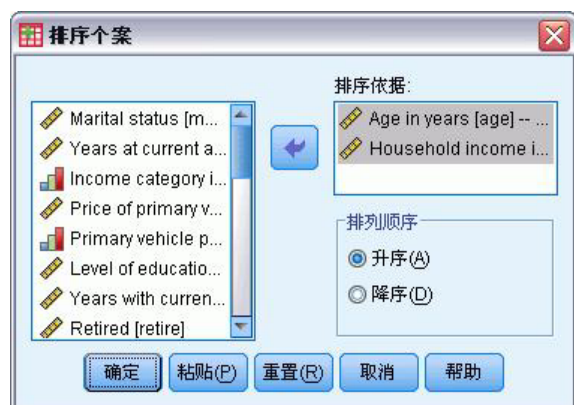 排序个案
Marital status [m...
Years at current a...
Income category i...
Price of primary v...
Primary vehicle p...
Level of educatio...
Years with curren...
Retired [retire]
排序依据:
Age in years [age] -- ...
Household income i...
排列顺序
升序(A)
降序(D)
确定
粘贴(P)
重置(R)
取消
帮助